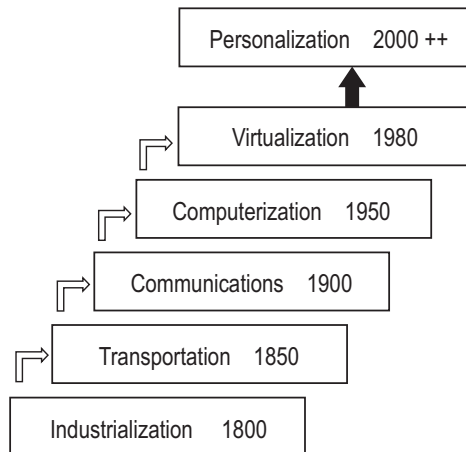 Personalization 2000 ++
Virtualization 1980
Computerization 1950
Communications 1900
Transportation 1850
Industrialization 1800